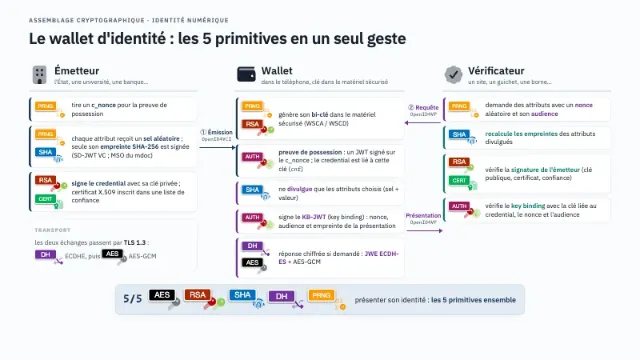 ASSEMBLAGE CRYPTOGRAPHIQUE · IDENTITÉ NUMÉRIQUE
Le wallet d'identité : les 5 primitives en un seul geste
Émetteur
l'État, une université, une banque…
PRNG
tire un c_nonce pour la preuve de
possession
PRNG
SHA
chaque attribut reçoit un sel aléatoire ;
seule son empreinte SHA-256 est signée
(SD-JWT VC ; MSO du mdoc)
RSA
CERT
signe le credential avec sa clé privée ;
certificat X.509 inscrit dans une liste de
confiance
TRANSPORT
les deux échanges passent par TLS 1.3 :
DH ECDHE, puis AES AES-GCM
① Émission
OpenID4VCI
Wallet
dans le téléphone, clé dans le matériel sécurisé
PRNG
RSA
génère son bi-clé dans le matériel
sécurisé (WSCA / WSCD)
AUTH
preuve de possession : un JWT signé sur
le c_nonce ; le credential est lié à cette
clé (cnf)
SHA
ne divulgue que les attributs choisis (sel +
valeur)
AUTH
signe le KB-JWT (key binding) : nonce,
audience et empreinte de la présentation
DH
AES
réponse chiffrée si demandé : JWE ECDH-
ES + AES-GCM
② Requête
OpenID4VP
Présentation
OpenID4VP
Vérificateur
un site, un guichet, une borne…
PRNG
demande des attributs avec un nonce
aléatoire et son audience
SHA
recalcule les empreintes des attributs
divulgués
RSA
CERT
vérifie la signature de l'émetteur (clé
publique, certificat, confiance)
AUTH
vérifie le key binding avec la clé liée au
credential, le nonce et l'audience
5/5 AES RSA SHA DH PRNG présenter son identité : les 5 primitives ensemble